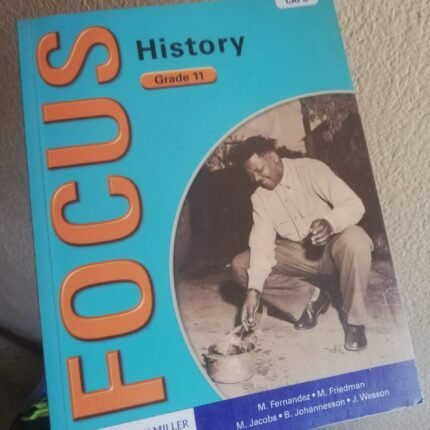 FOCUS
History
Grade 11
M. Fernandez • M. Friedman
M. Jacobs • B. Johannesson • J. Wesson
MILLER